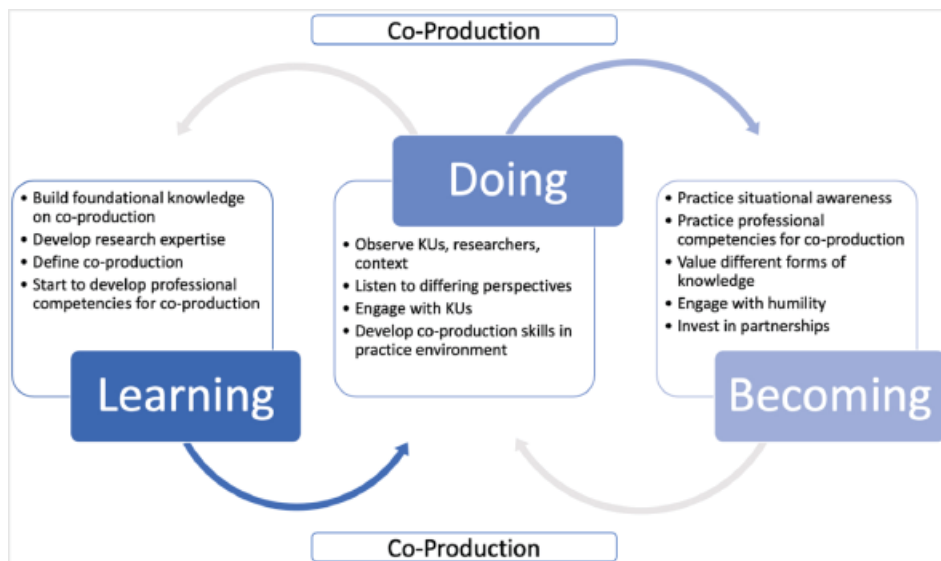 Co-Production
Doing
• Build foundational knowledge
on co-production
• Develop research expertise
• Define co-production
• Start to develop professional
competencies for co-production
Learning
• Observe KUs, researchers,
context
• Listen to differing perspectives
• Engage with KUs
• Develop co-production skills in
practice environment
• Practice situational awareness
• Practice professional
competencies for co-production
• Value different forms of
knowledge
• Engage with humility
• Invest in partnerships
Becoming
Co-Production